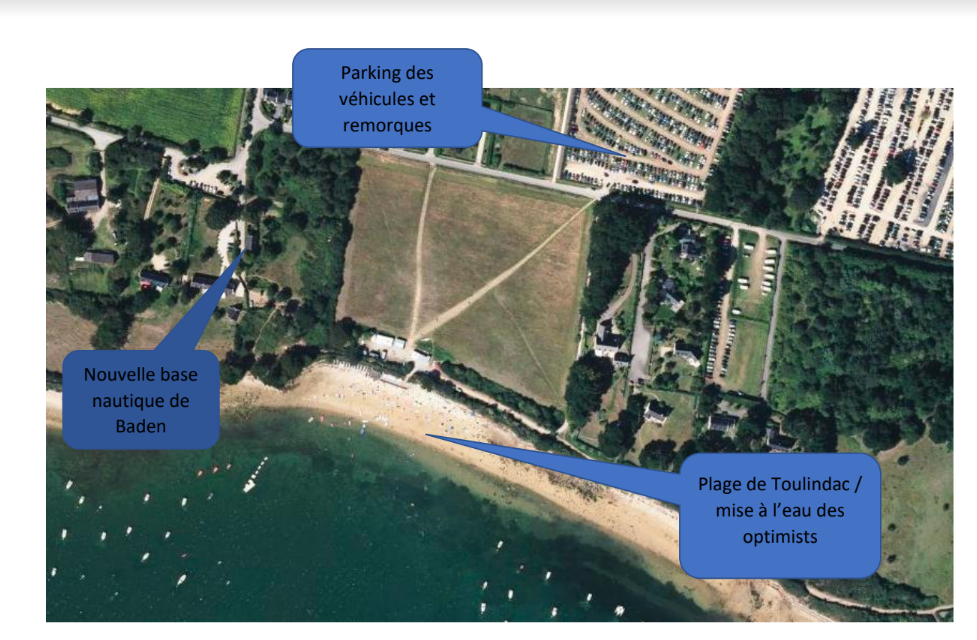 Parking des
véhicules et
remorques
Nouvelle base
nautique de
Baden
Plage de Toulindac /
mise à l’eau des
optimists